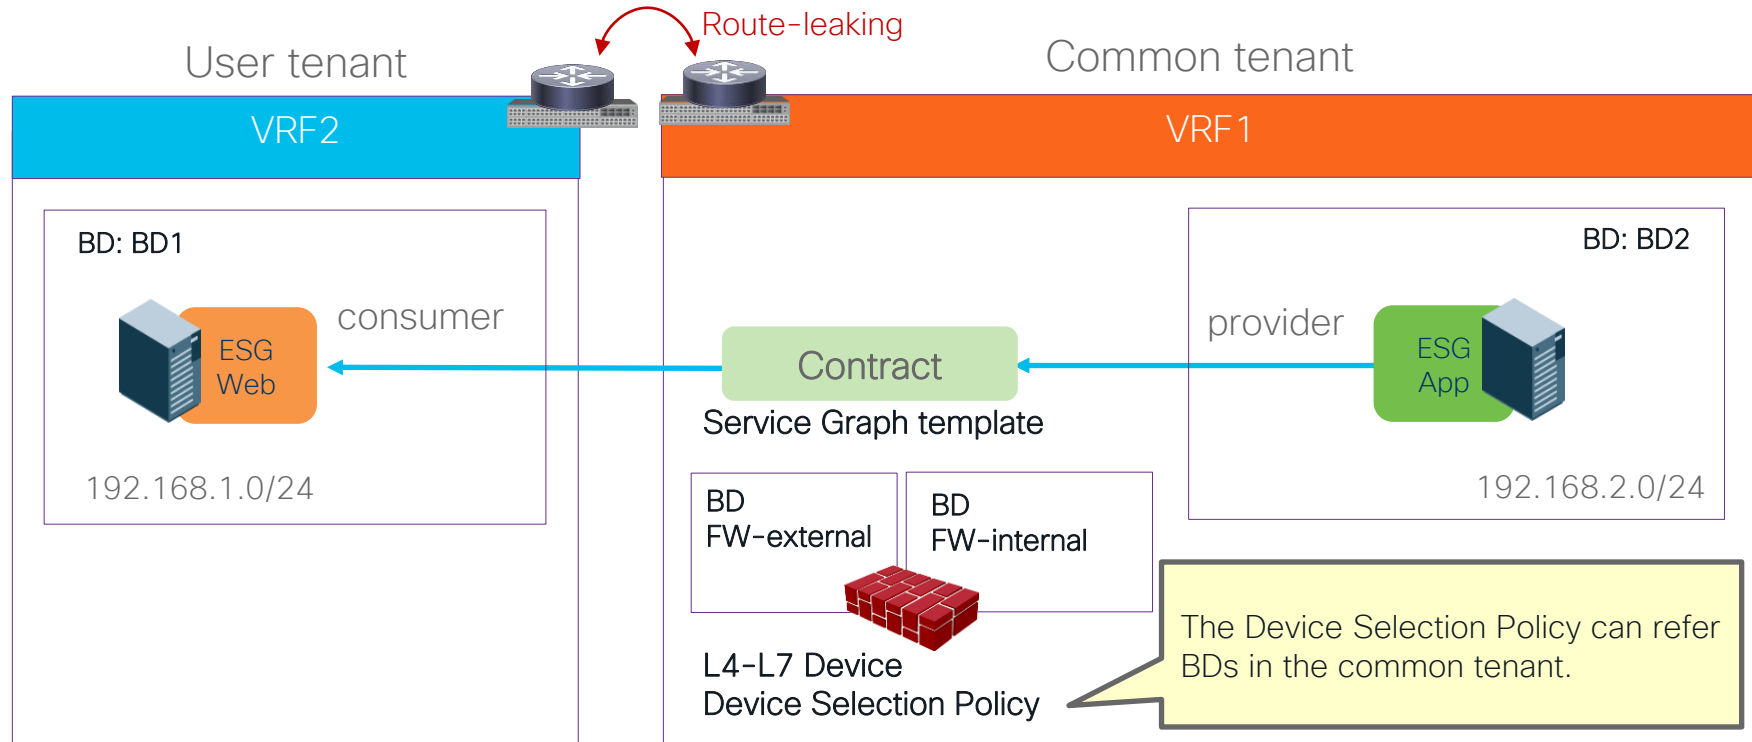 Route-leaking
User tenant
Common tenant
VRF2
VRF1
BD: BD1
BD: BD2
consumer
provider
ESG
Web
Contract
ESG
App
Service Graph template
192.168.1.0/24
192.168.2.0/24
BD
FW-external
BD
FW-internal
L4-L7 Device
Device Selection Policy
The Device Selection Policy can refer
BDs in the common tenant.